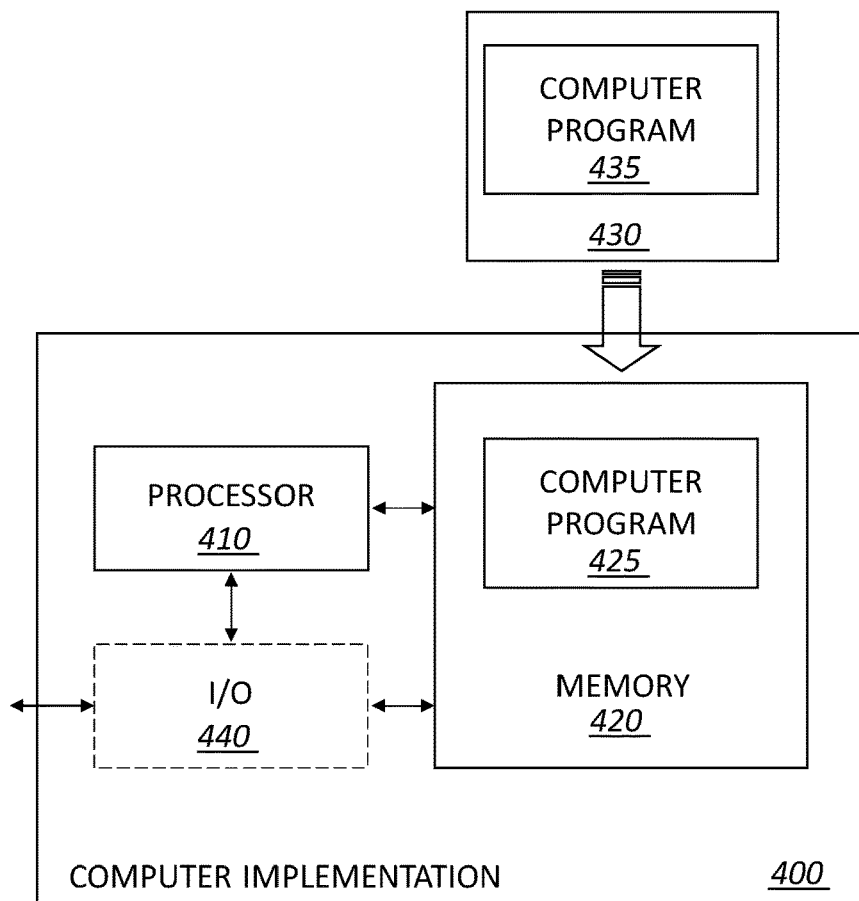 COMPUTER
PROGRAM
435
430
PROCESSOR
410
COMPUTER
PROGRAM
425
I/O
440
MEMORY
420
COMPUTER IMPLEMENTATION
400